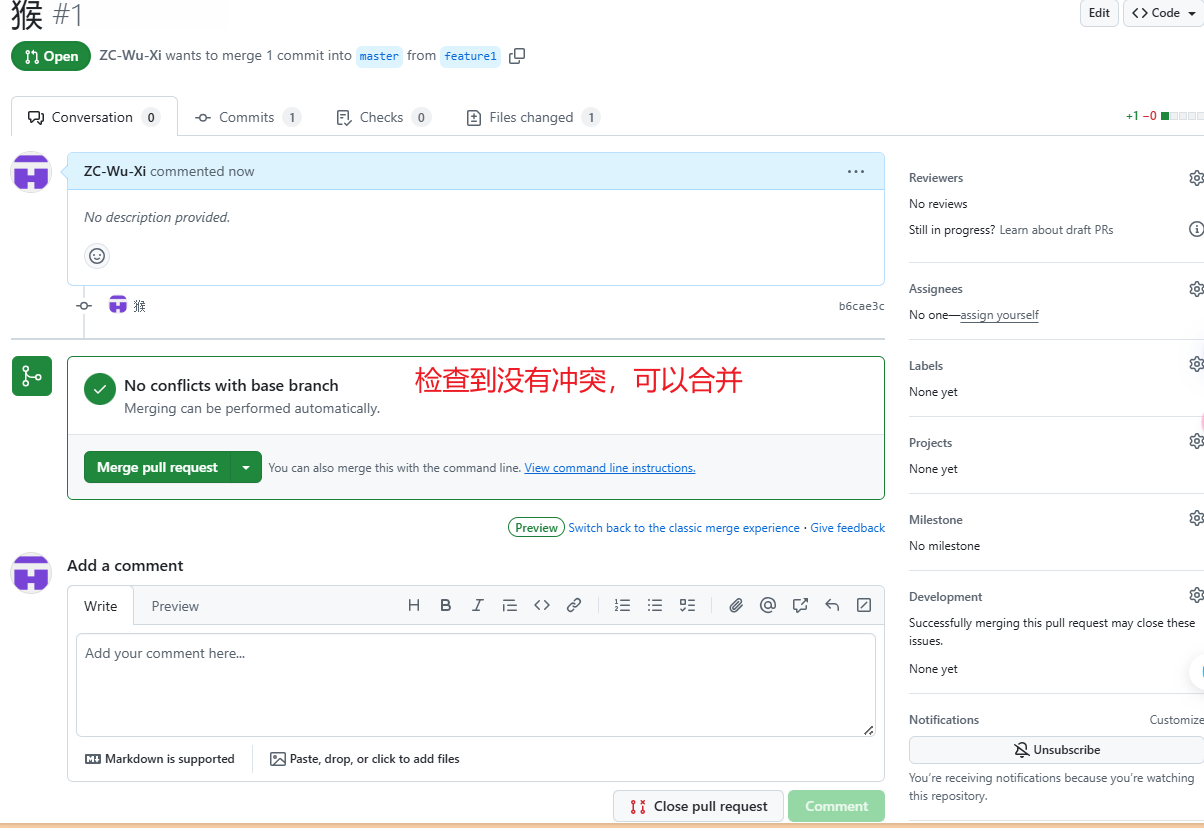 猴 #1
Edit
Code
Open
ZC-Wu-Xi wants to merge 1 commit into master from feature1
Conversation 0
Commits 1
Checks 0
Files changed 1
+1 −0
ZC-Wu-Xi commented now
No description provided.
猴
b6cae3c
No conflicts with base branch
检查到没有冲突，可以合并
Merging can be performed automatically.
Merge pull request
You can also merge this with the command line. View command line instructions.
Preview Switch back to the classic merge experience · Give feedback
Add a comment
Write
Preview
Add your comment here...
Markdown is supported
Paste, drop, or click to add files
Close pull request
Comment
Reviewers
No reviews
Still in progress? Learn about draft PRs
Assignees
No one—assign yourself
Labels
None yet
Projects
None yet
Milestone
No milestone
Development
Successfully merging this pull request may close these
issues.
None yet
Notifications
Customize
Unsubscribe
You're receiving notifications because you're watching
this repository.